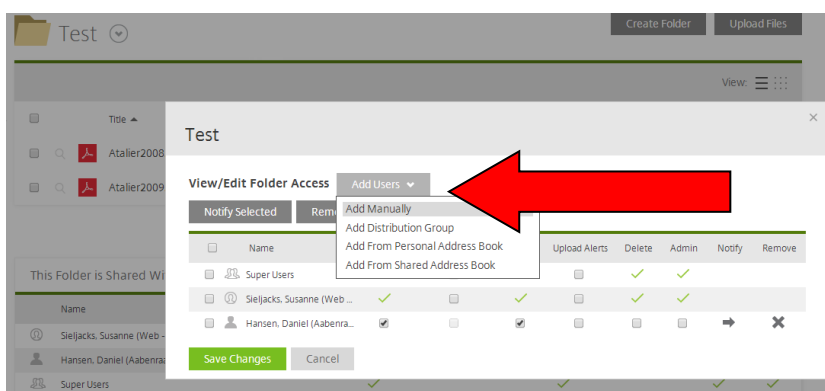 Test
Create Folder
Upload Files
View:
Title
Atalier2008
Atalier2009
Test
View/Edit Folder Access
Add Users
Notify Selected
Add Manually
Add Distribution Group
Add From Personal Address Book
Add From Shared Address Book
Name Upload Alerts Delete Admin Notify Remove
Super Users
Sieljacks, Susanne (Web ...
Hansen, Daniel (Aabenra...
Save Changes
Cancel
This Folder is Shared
Name
Sieljacks, Susanne (Web -
Hansen, Daniel (Aabenraa
Super Users